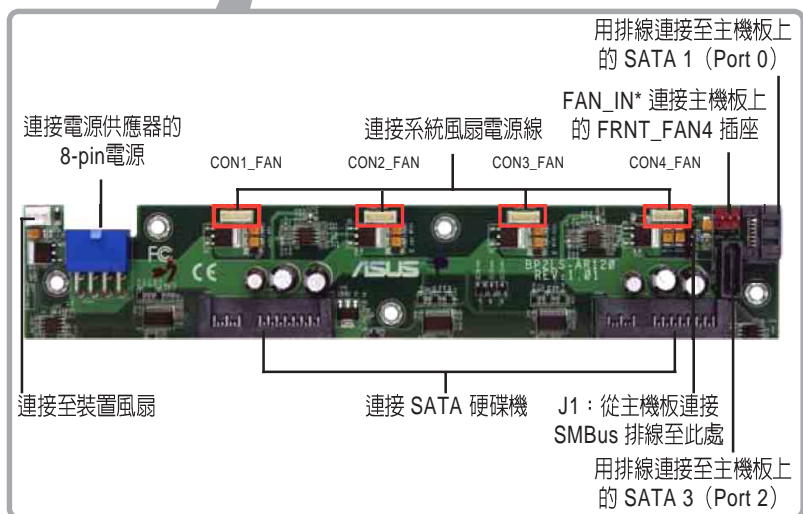 用排線連接至主機板上
的 SATA 1（Port 0）
FAN_IN* 連接主機板上
的 FRNT_FAN4 插座
連接電源供應器的
8-pin電源
連接系統風扇電源線
CON1_FAN
CON2_FAN
CON3_FAN
CON4_FAN
FC
CE
ASUS
BP2LS-AR120
REV 1.01
連接至裝置風扇
連接 SATA 硬碟機
J1：從主機板連接
SMBus 排線至此處
用排線連接至主機板上
的 SATA 3（Port 2）